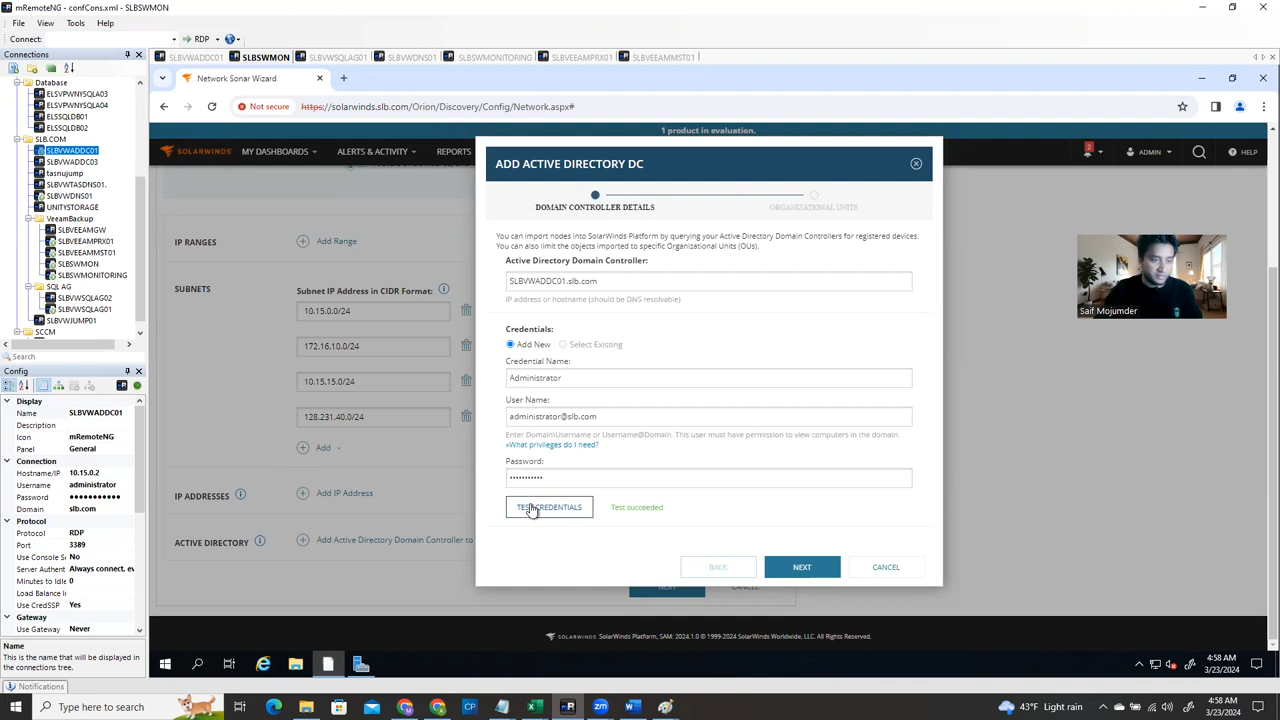 mRemoteNG - confCons.xml - SLBSWMON
File View Tools Help
Connect: RDP
Connections
SLBVWADDC01 SLBSWMON SLBVWSQLAG01 SLBVWDNS01 SLBSWMONITORING SLBVEEAMPRX01 SLBVEEAMMST01
Database
ELSVPWNYSQLA03
ELSVPWNYSQLA04
ELSSQLDB01
ELSSQLDB02
SLB.COM
SLBVWADDC01
SLBVWADDC03
tasnujump
SLBVWTASDNS01.
SLBVWDNS01
UNITYSTORAGE
VeeamBackup
SLBVEEAMGW
SLBVEEAMPRX01
SLBVEEAMMST01
SLBSWMON
SLBSWMONITORING
SQL AG
SLBVWSQLAG02
SLBVWSQLAG01
SLBVWJUMP01
SCCM
Search
Config
Display
Name SLBVWADDC01
Description
Icon mRemoteNG
Panel General
Connection
Hostname/IP 10.15.0.2
Username administrator
Password ●●●●●●●●●●●
Domain slb.com
Protocol
Protocol RDP
Port 3389
Use Console S No
Server Authent Always connect, ev
Minutes to Idle 0
Load Balance I
Use CredSSP Yes
Gateway
Use Gateway Never
Name
This is the name that will be displayed in the connections tree.
Notifications
Network Sonar Wizard
Not secure https://solarwinds.slb.com/Orion/Discovery/Config/Network.aspx#
1 product in evaluation.
SOLARWINDS MY DASHBOARDS ALERTS & ACTIVITY REPORTS 2 ADMIN HELP
IP RANGES Add Range
SUBNETS Subnet IP Address in CIDR Format:
10.15.0.0/24
172.16.10.0/24
10.15.15.0/24
128.231.40.0/24
Add
IP ADDRESSES Add IP Address
ACTIVE DIRECTORY Add Active Directory Domain Controller to
NEXT CANCEL
ADD ACTIVE DIRECTORY DC
DOMAIN CONTROLLER DETAILS ORGANIZATIONAL UNITS
You can import nodes into SolarWinds Platform by querying your Active Directory Domain Controllers for registered devices.
You can also limit the objects imported to specific Organizational Units (OUs).
Active Directory Domain Controller:
SLBVWADDC01.slb.com
IP address or hostname (should be DNS resolvable)
Credentials:
Add New Select Existing
Credential Name:
Administrator
User Name:
administrator@slb.com
Enter Domain\Username or Username@Domain. This user must have permission to view computers in the domain.
»What privileges do I need?
Password:
•••••••••••
TEST CREDENTIALS Test succeeded
BACK NEXT CANCEL
Saif Mojumder
SOLARWINDS SolarWinds Platform, SAM: 2024.1.0 © 1999-2024 SolarWinds Worldwide, LLC. All Rights Reserved.
4:58 AM
3/23/2024
Search
43°F Light rain
4:58 AM
3/23/2024